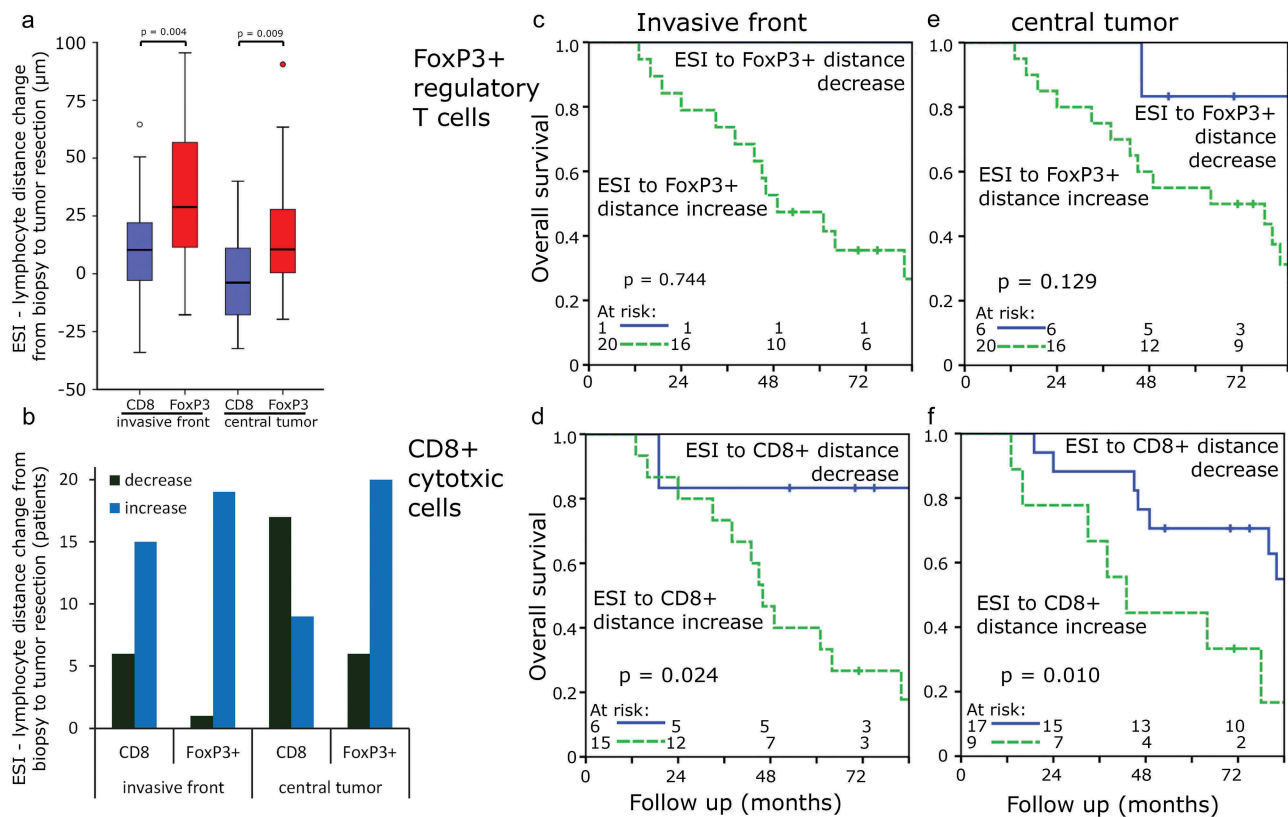 a
ESI - lymphocyte distance change
from biopsy to tumor resection (µm)
p = 0.004
p = 0.009
100
75
50
25
0
-25
-50
CD8
FoxP3
CD8
FoxP3
invasive front
central tumor
FoxP3+
regulatory
T cells
b
ESI - lymphocyte distance change from
biopsy to tumor resection (patients)
decrease
increase
20
15
10
5
0
CD8
FoxP3+
CD8
FoxP3+
invasive front
central tumor
CD8+
cytotxic
cells
c
Invasive front
Overall survival
1.0
0.8
0.6
0.4
0.2
0
ESI to FoxP3+ distance
decrease
ESI to FoxP3+
distance increase
p = 0.744
At risk:
1 1 1 1
20 16 10 6
0 24 48 72
e
central tumor
1.0
0.8
0.6
0.4
0.2
0
ESI to FoxP3+
distance
decrease
ESI to FoxP3+
distance increase
p = 0.129
At risk:
6 6 5 3
20 16 12 9
0 24 48 72
d
Overall survival
1.0
0.8
0.6
0.4
0.2
0
ESI to CD8+ distance
decrease
ESI to CD8+
distance increase
p = 0.024
At risk:
6 5 5 3
15 12 7 3
0 24 48 72
Follow up (months)
f
1.0
0.8
0.6
0.4
0.2
0
ESI to CD8+ distance
decrease
ESI to CD8+
distance increase
p = 0.010
At risk:
17 15 13 10
9 7 4 2
0 24 48 72
Follow up (months)